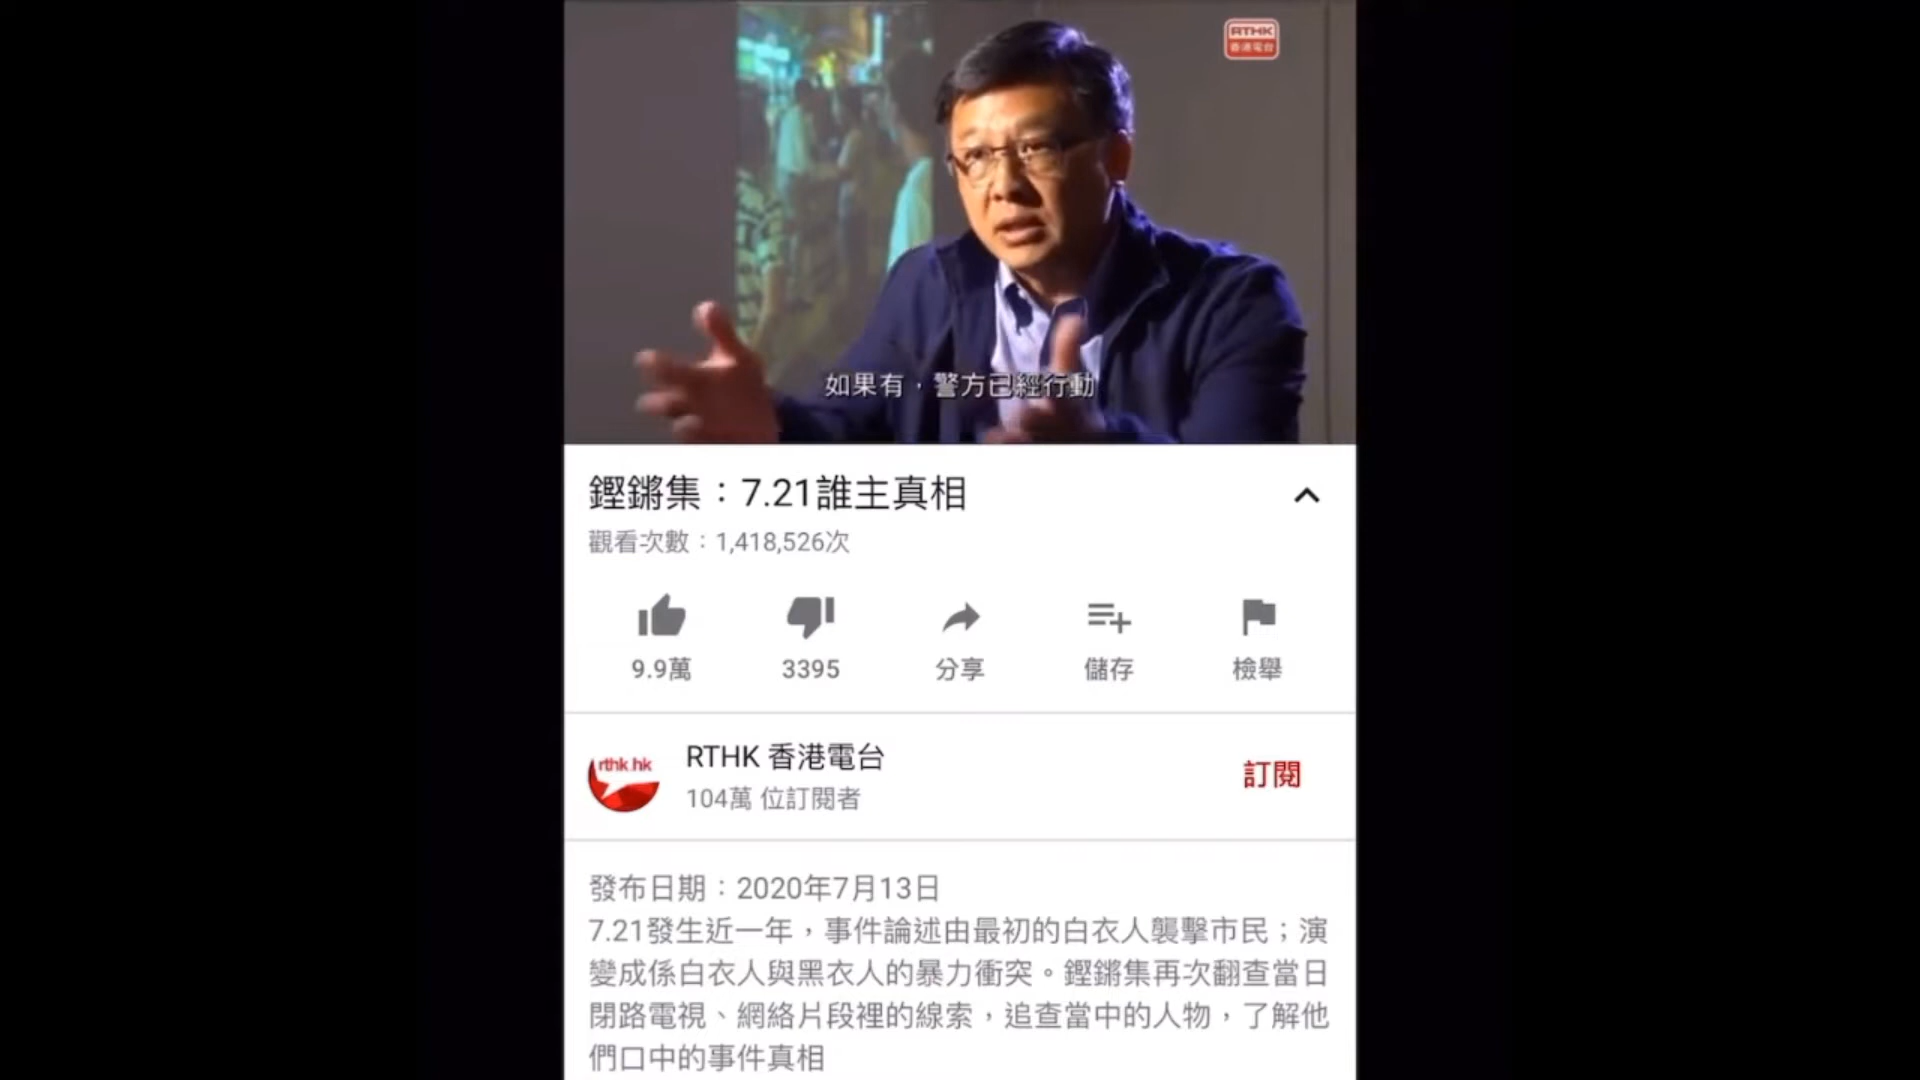 RTHK
香港電台
如果有，警方已經行動
鏗鏘集：7.21誰主真相
觀看次數：1,418,526次
9.9萬
3395
分享
儲存
檢舉
rthk.hk
RTHK 香港電台
104萬 位訂閱者
訂閱
發布日期：2020年7月13日
7.21發生近一年，事件論述由最初的白衣人襲擊市民；演
變成係白衣人與黑衣人的暴力衝突。鏗鏘集再次翻查當日
閉路電視、網絡片段裡的線索，追查當中的人物，了解他
們口中的事件真相